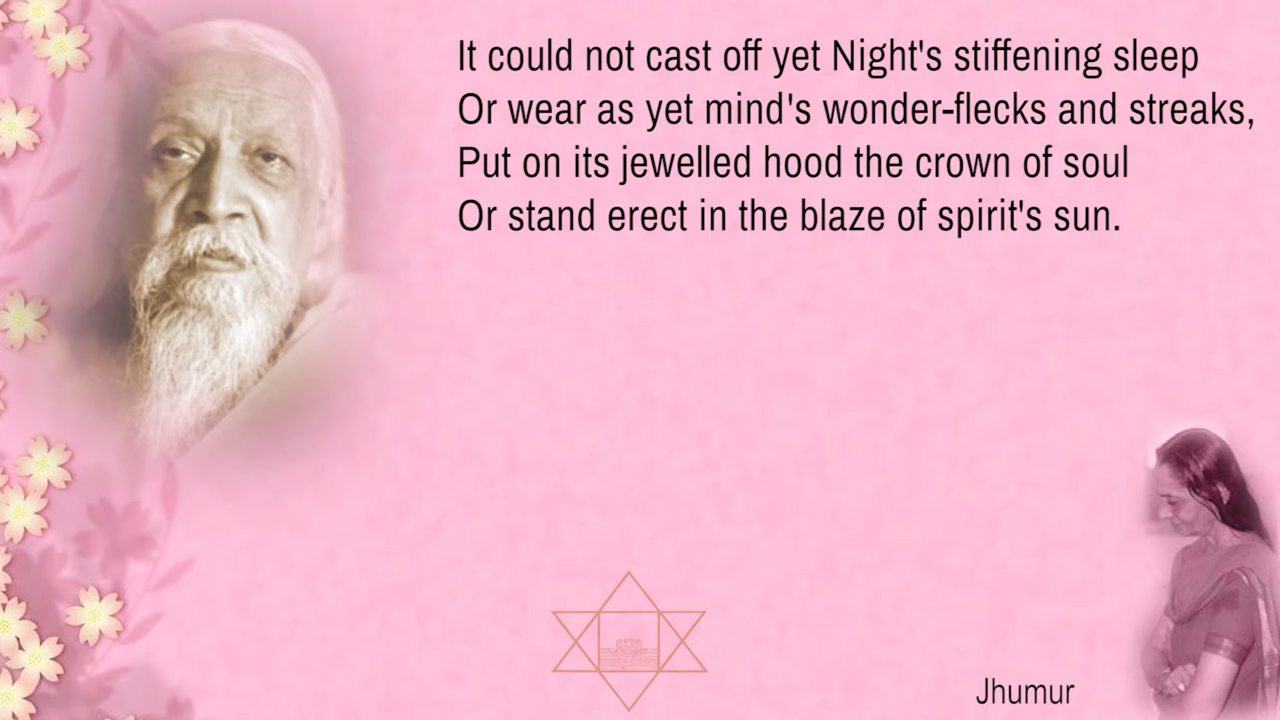 It could not cast off yet Night's stiffening sleep
Or wear as yet mind's wonder-flecks and streaks,
Put on its jewelled hood the crown of soul
Or stand erect in the blaze of spirit's sun.
Jhumur